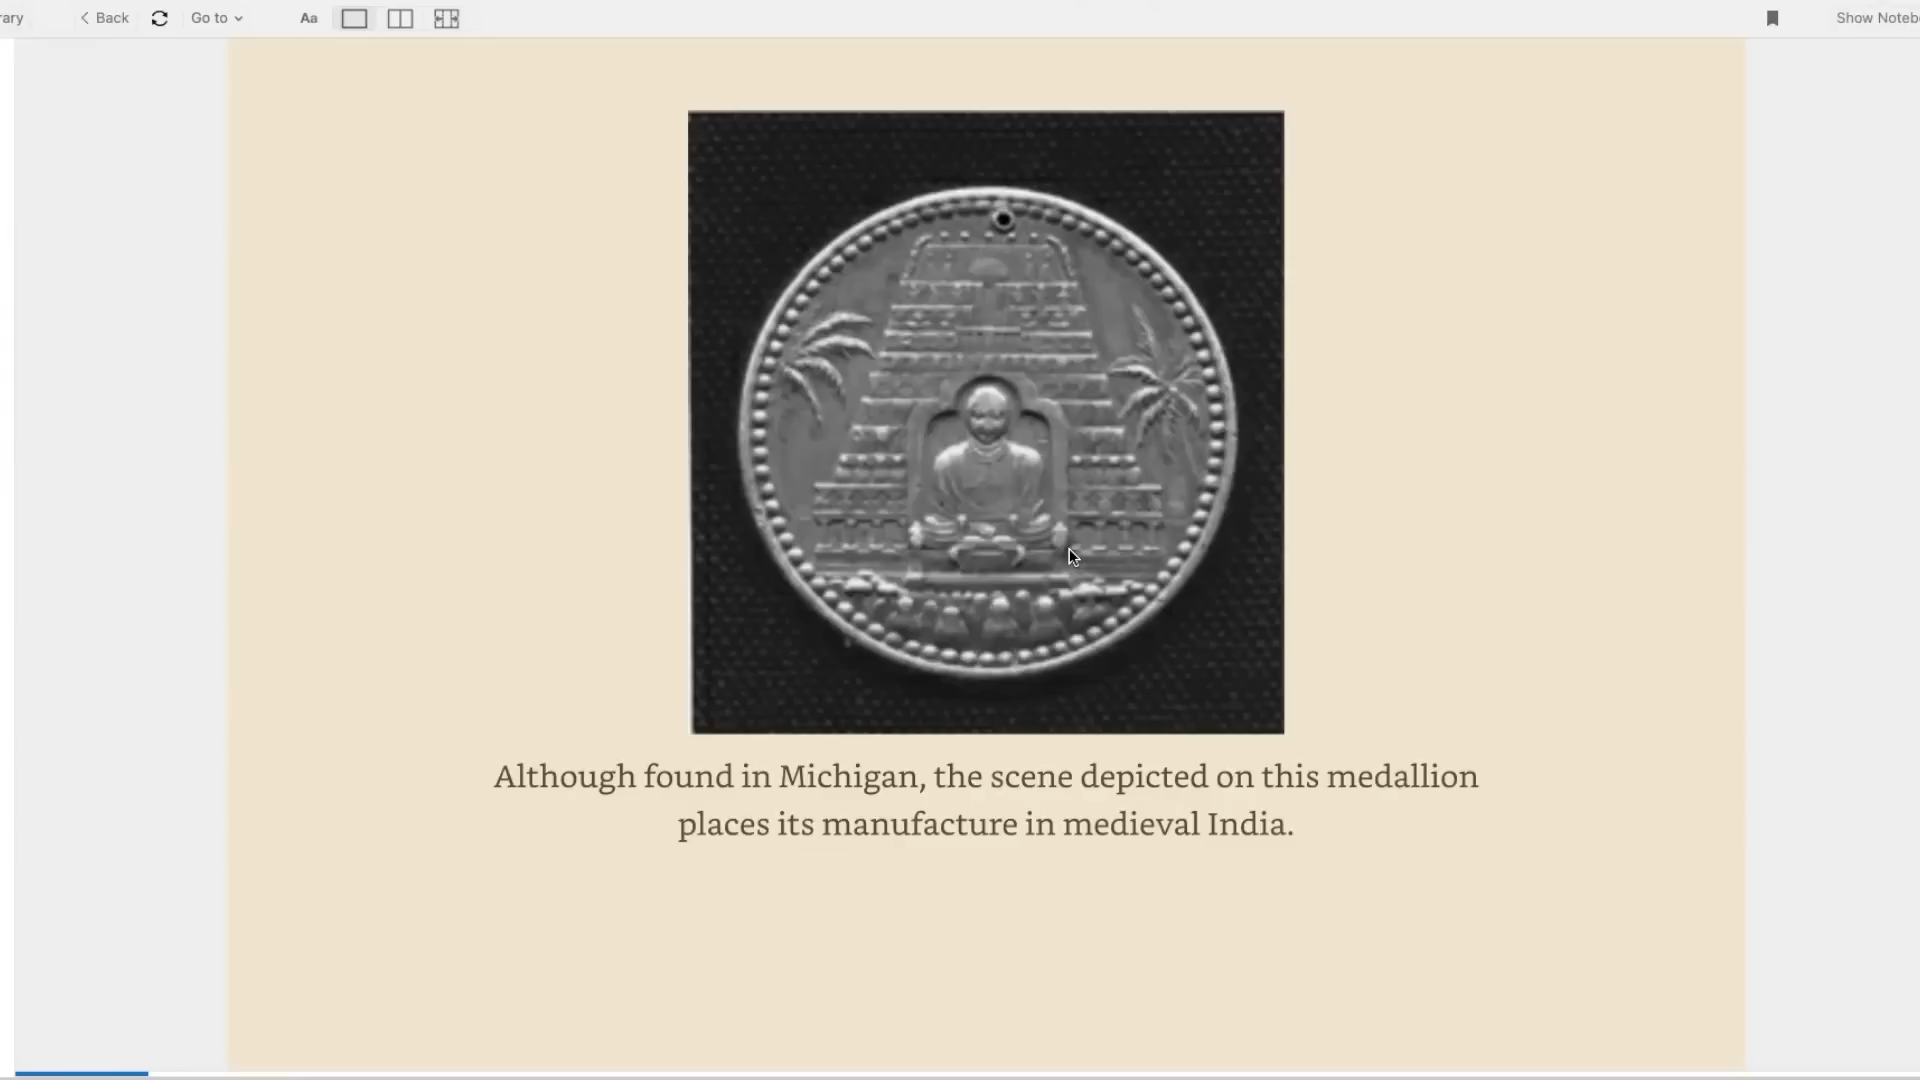 rary
Back
Go to
Aa
Show Notebo
Although found in Michigan, the scene depicted on this medallion
places its manufacture in medieval India.